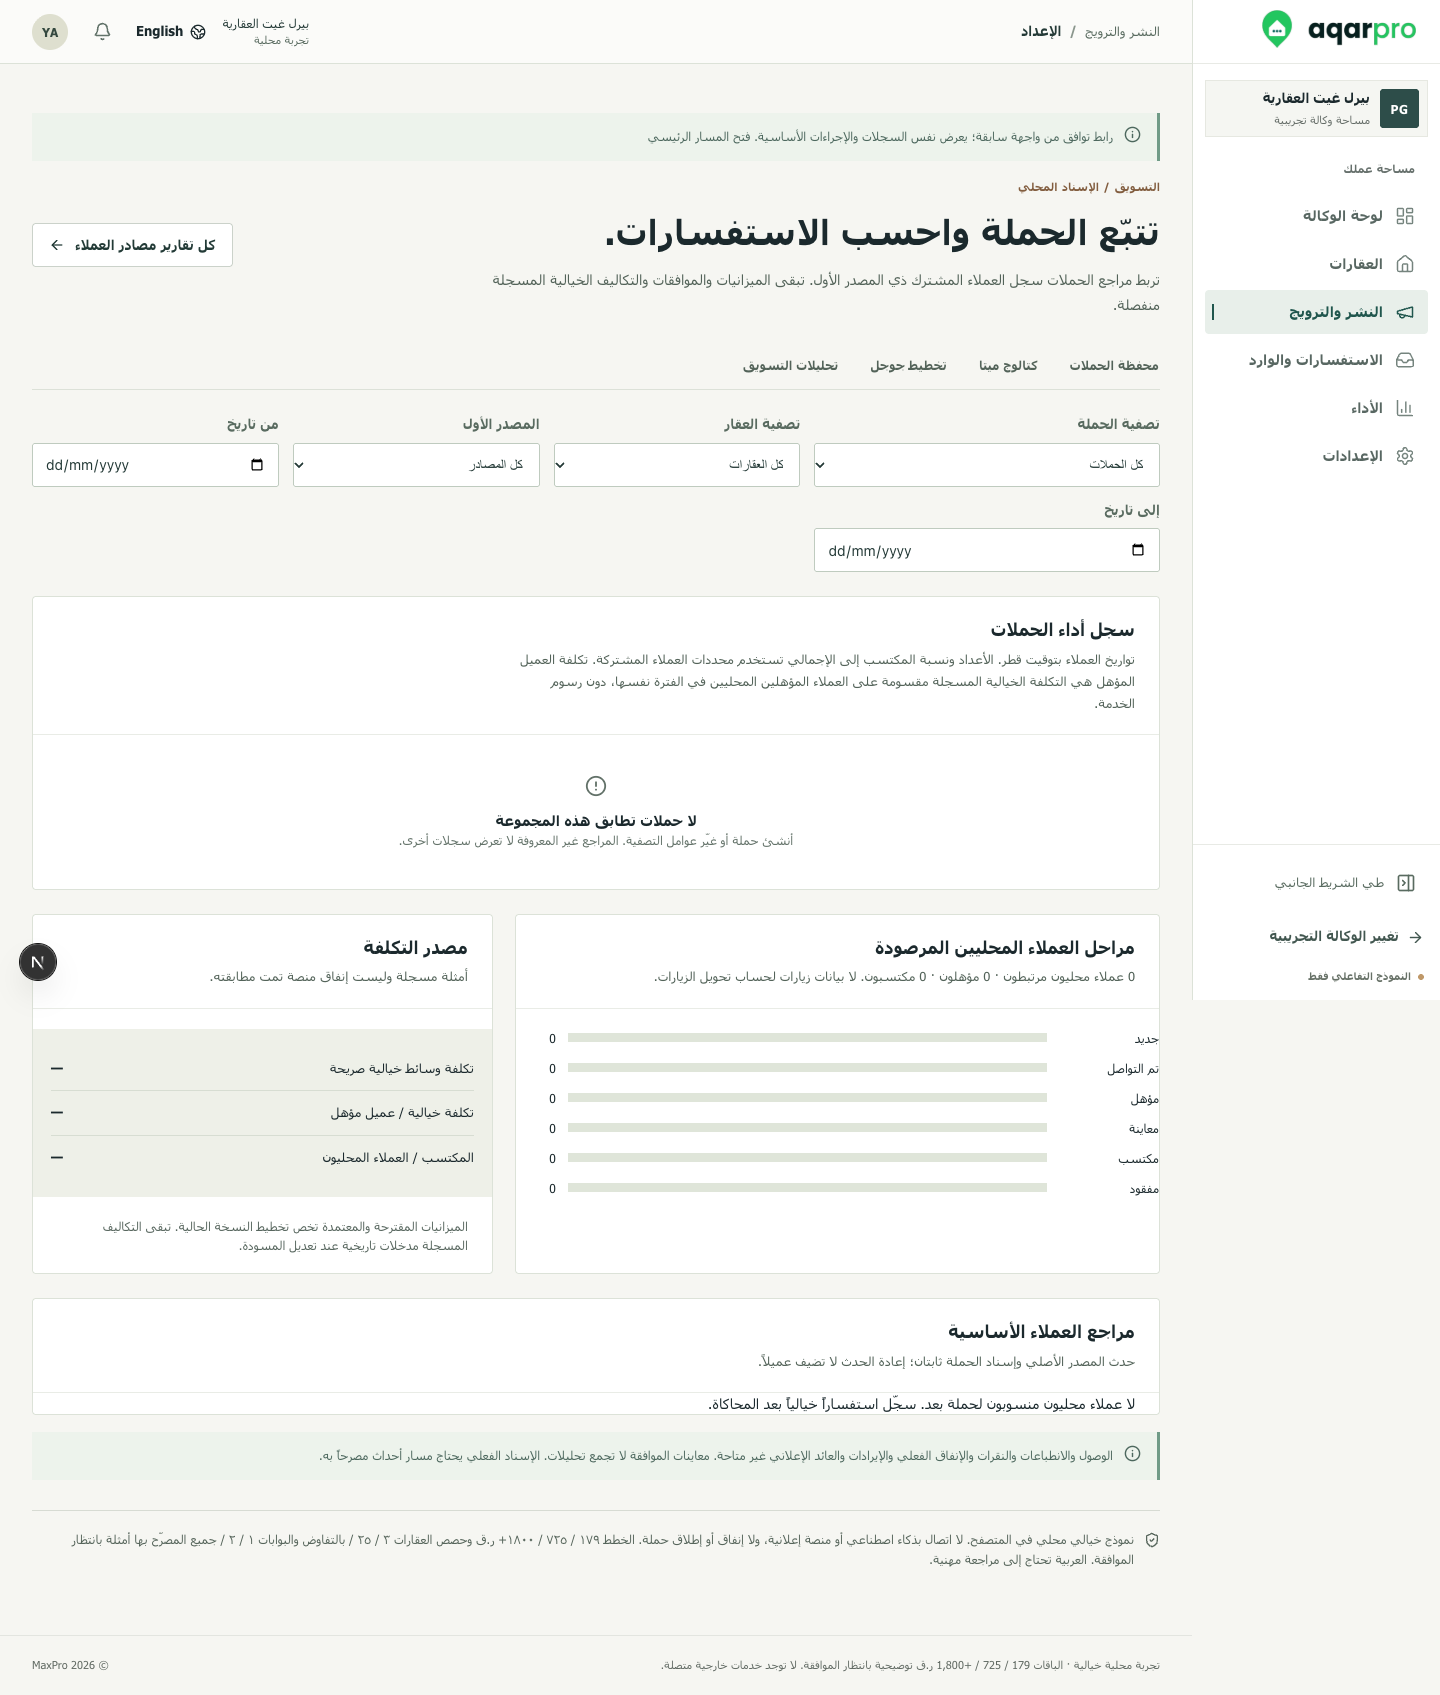 aqarpro
PG
بيرل غيت العقارية
مساحة وكالة تجريبية
مساحة عملك
لوحة الوكالة
العقارات
النشر والترويج
الاستفسارات والوارد
الأداء
الإعدادات
طي الشريط الجانبي
تغيير الوكالة التجريبية
النموذج التفاعلي فقط
النشر والترويج / الإعداد
بيرل غيت العقارية
تجربة محلية
English
YA
رابط توافق من واجهة سابقة؛ يعرض نفس السجلات والإجراءات الأساسية. فتح المسار الرئيسي
التسويق / الإسناد المحلي
تتبّع الحملة واحسب الاستفسارات.
تربط مراجع الحملات سجل العملاء المشترك ذي المصدر الأول. تبقى الميزانيات والموافقات والتكاليف الخيالية المسجلة
منفصلة.
كل تقارير مصادر العملاء
محفظة الحملات
كتالوج ميتا
تخطيط جوجل
تحليلات التسويق
تصفية الحملة
كل الحملات
تصفية العقار
كل العقارات
المصدر الأول
كل المصادر
من تاريخ
dd/mm/yyyy
إلى تاريخ
dd/mm/yyyy
سجل أداء الحملات
تواريخ العملاء بتوقيت قطر. الأعداد ونسبة المكتسب إلى الإجمالي تستخدم محددات العملاء المشتركة. تكلفة العميل
المؤهل هي التكلفة الخيالية المسجلة مقسومة على العملاء المؤهلين المحليين في الفترة نفسها، دون رسوم
الخدمة.
لا حملات تطابق هذه المجموعة
أنشئ حملة أو غيّر عوامل التصفية. المراجع غير المعروفة لا تعرض سجلات أخرى.
مراحل العملاء المحليين المرصودة
0 عملاء محليون مرتبطون · 0 مؤهلون · 0 مكتسبون. لا بيانات زيارات لحساب تحويل الزيارات.
جديد 0
تم التواصل 0
مؤهل 0
معاينة 0
مكتسب 0
مفقود 0
مصدر التكلفة
أمثلة مسجلة وليست إنفاق منصة تمت مطابقته.
تكلفة وسائط خيالية صريحة —
تكلفة خيالية / عميل مؤهل —
المكتسب / العملاء المحليون —
الميزانيات المقترحة والمعتمدة تخص تخطيط النسخة الحالية. تبقى التكاليف
المسجلة مدخلات تاريخية عند تعديل المسودة.
مراجع العملاء الأساسية
حدث المصدر الأصلي وإسناد الحملة ثابتان؛ إعادة الحدث لا تضيف عميلاً.
لا عملاء محليون منسوبون لحملة بعد. سجّل استفساراً خيالياً بعد المحاكاة.
الوصول والانطباعات والنقرات والإنفاق الفعلي والإيرادات والعائد الإعلاني غير متاحة. معاينات الموافقة لا تجمع تحليلات. الإسناد الفعلي يحتاج مسار أحداث مصرحاً به.
نموذج خيالي محلي في المتصفح. لا اتصال بذكاء اصطناعي أو منصة إعلانية، ولا إنفاق أو إطلاق حملة. الخطط ١٧٩ / ٧٢٥ / ١٨٠٠+ ر.ق وحصص العقارات ٣ / ٢٥ / بالتفاوض والبوابات ١ / ٢ / جميع المصرّح بها أمثلة بانتظار
الموافقة. العربية تحتاج إلى مراجعة مهنية.
تجربة محلية خيالية · الباقات 179 / 725 / 1,800+ ر.ق توضيحية بانتظار الموافقة. لا توجد خدمات خارجية متصلة.
© 2026 MaxPro